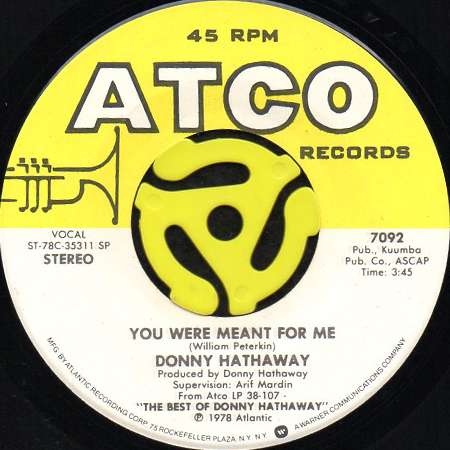 45 RPM
ATCO
RECORDS
VOCAL
ST-78C-35311 SP
STEREO
7092
Pub., Kuumba
Pub. Co., ASCAP
Time: 3:45
YOU WERE MEANT FOR ME
(William Peterkin)
DONNY HATHAWAY
Produced by Donny Hathaway
Supervision: Arif Mardin
From Atco LP 38-107 -
"THE BEST OF DONNY HATHAWAY"
℗ 1978 Atlantic
MFG. BY ATLANTIC RECORDING CORP. 75 ROCKEFELLER PLAZA, N.Y. N.Y. A WARNER COMMUNICATIONS COMPANY.